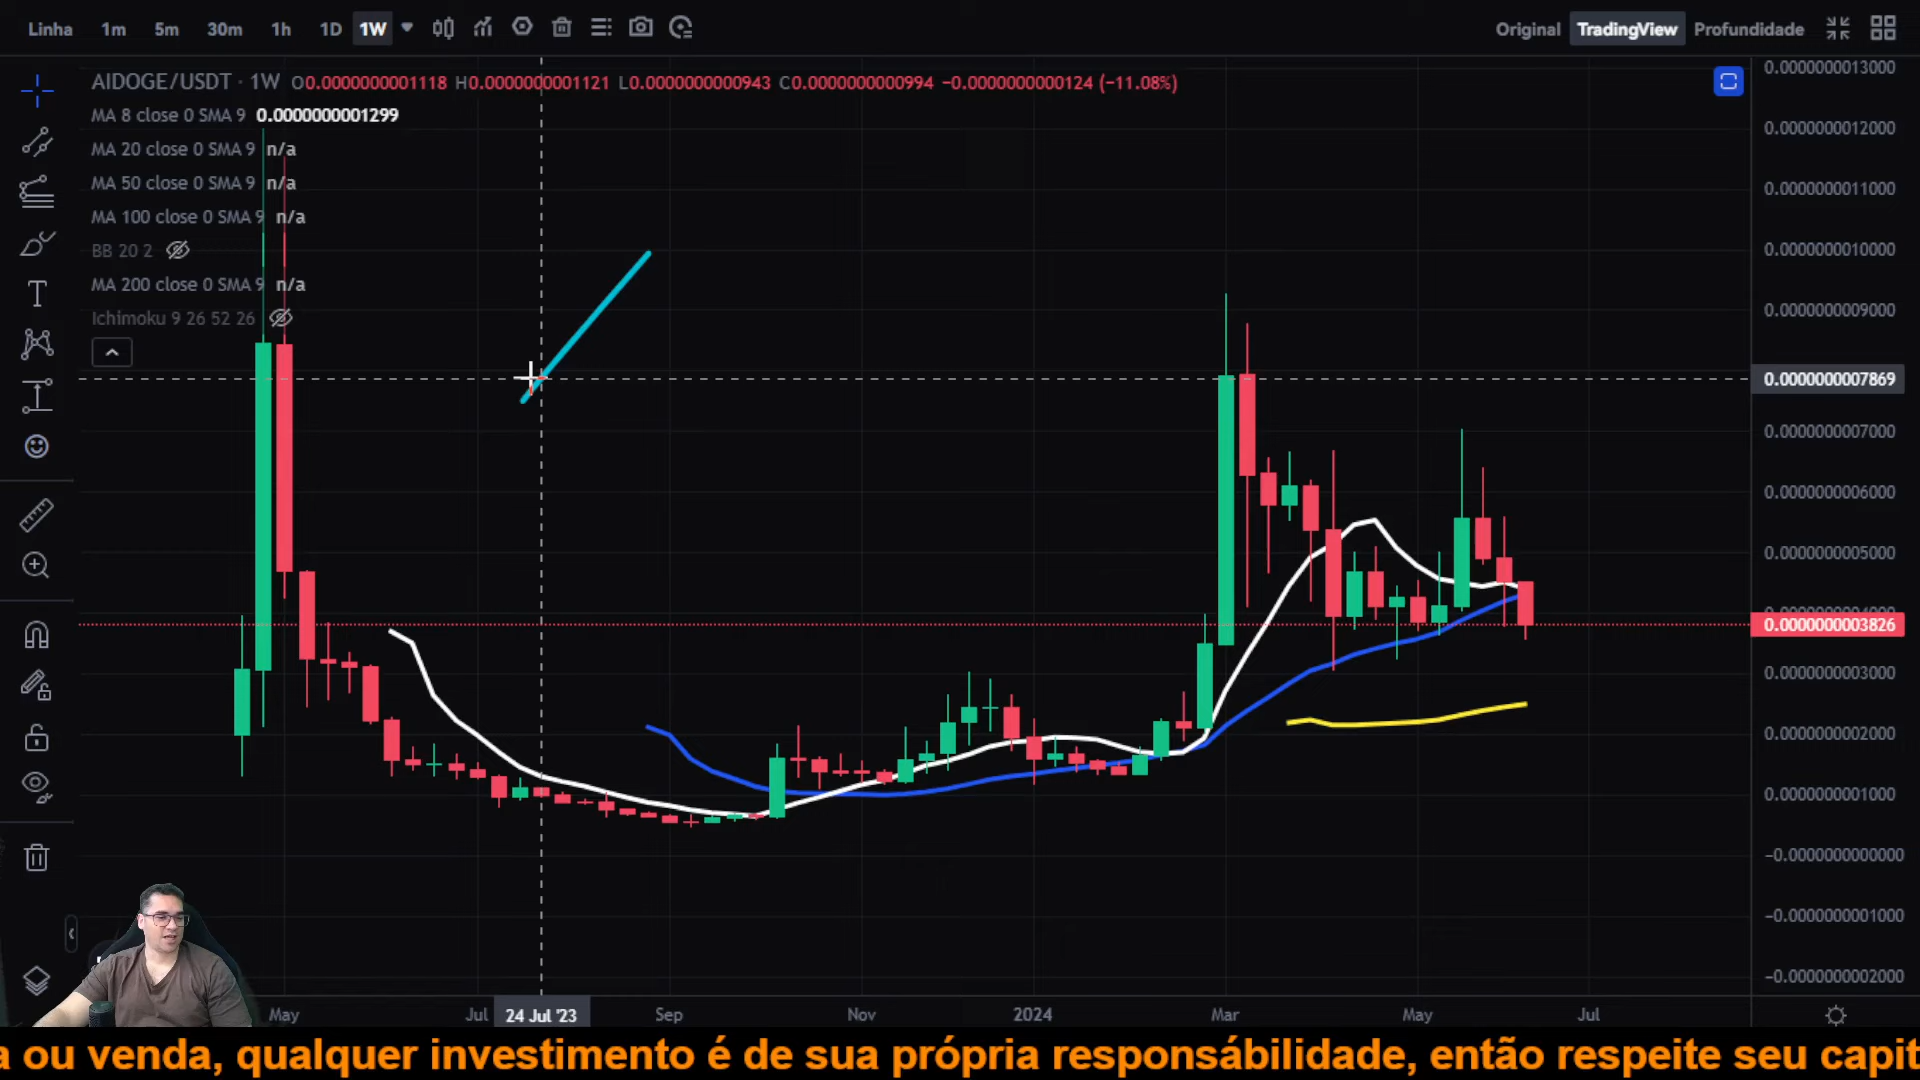 Linha 1m 5m 30m 1h 1D 1W Original TradingView Profundidade
AIDOGE/USDT · 1W O0.0000000001118 H0.0000000001121 L0.0000000000943 C0.0000000000994 −0.0000000000124 (−11.08%)
MA 8 close 0 SMA 9 0.0000000001299
MA 20 close 0 SMA 9 n/a
MA 50 close 0 SMA 9 n/a
MA 100 close 0 SMA 9 n/a
BB 20 2
MA 200 close 0 SMA 9 n/a
Ichimoku 9 26 52 26
0.0000000013000
0.0000000012000
0.0000000011000
0.0000000010000
0.0000000009000
0.0000000007869
0.0000000007000
0.0000000006000
0.0000000005000
0.0000000003826
0.0000000003000
0.0000000002000
0.0000000001000
−0.0000000000000
−0.0000000001000
−0.0000000002000
May Jul 24 Jul '23 Sep Nov 2024 Mar May Jul
a ou venda, qualquer investimento é de sua própria responsábilidade, então respeite seu capit